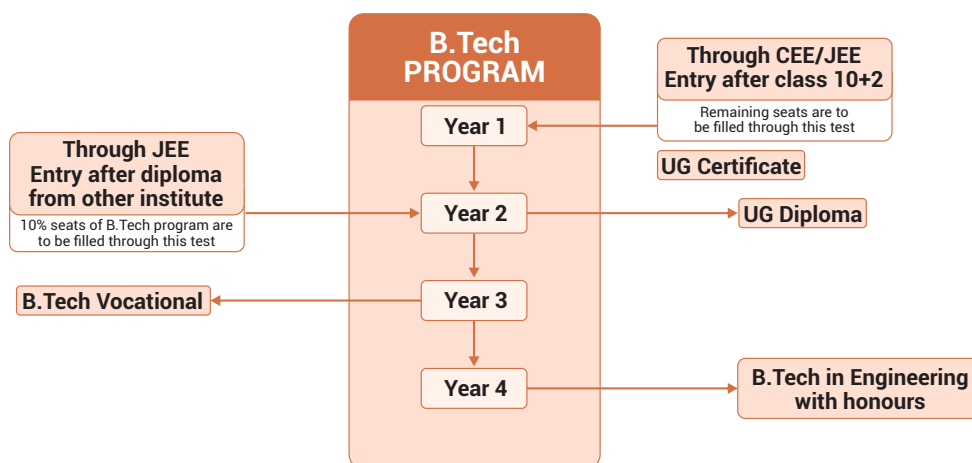 B.Tech
PROGRAM
Through CEE/JEE
Entry after class 10+2
Remaining seats are to
be filled through this test
Year 1
UG Certificate
Through JEE
Entry after diploma
from other institute
10% seats of B.Tech program are
to be filled through this test
Year 2
UG Diploma
B.Tech Vocational
Year 3
Year 4
B.Tech in Engineering
with honours